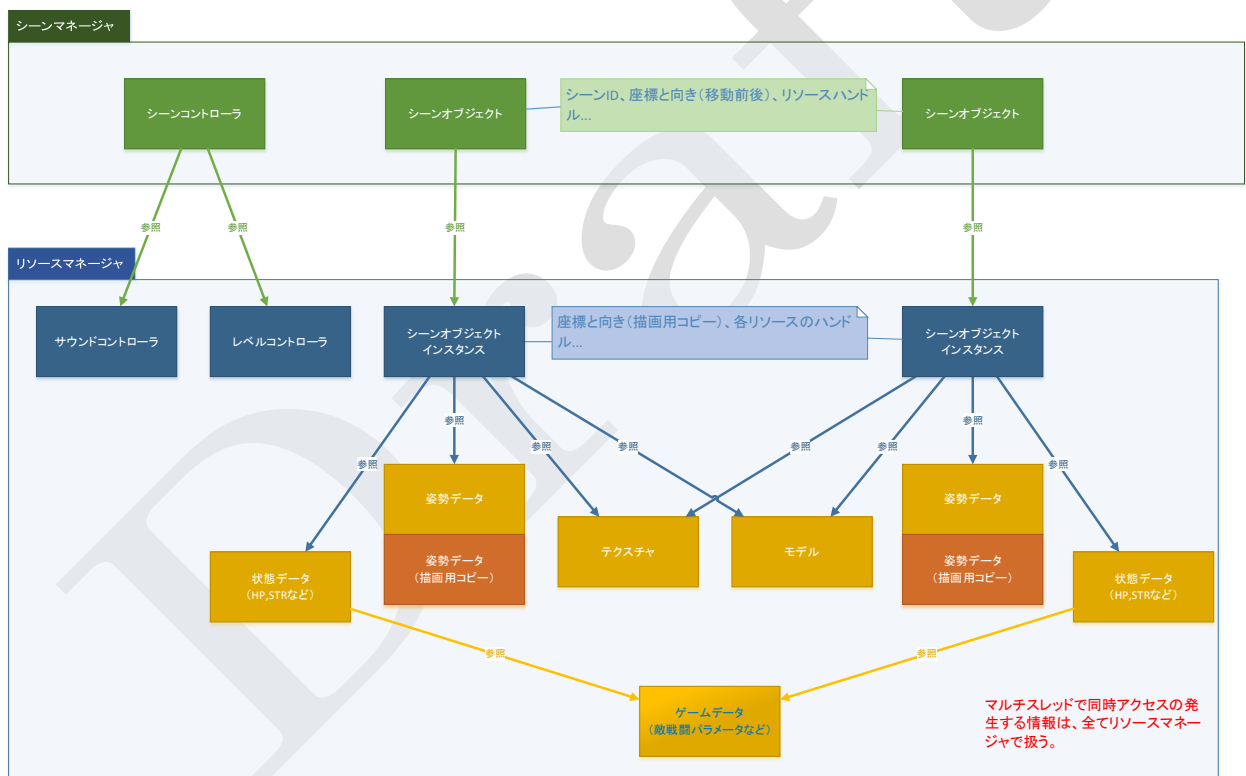 シーンマネージャ
シーンコントローラ
シーンオブジェクト
シーンID、座標と向き(移動前後)、リソースハンド
ル...
シーンオブジェクト
参照
参照
参照
参照
リソースマネージャ
サウンドコントローラ
レベルコントローラ
シーンオブジェクト
インスタンス
座標と向き(描画用コピー)、各リソースのハンド
ル...
シーンオブジェクト
インスタンス
参照
参照
参照
参照
参照
参照
参照
参照
姿勢データ
姿勢データ
(描画用コピー)
テクスチャ
モデル
姿勢データ
姿勢データ
(描画用コピー)
状態データ
(HP,STRなど)
状態データ
(HP,STRなど)
参照
参照
ゲームデータ
(敵戦闘パラメータなど)
マルチスレッドで同時アクセスの発
生する情報は、全てリソースマネー
ジャで扱う。
Draft